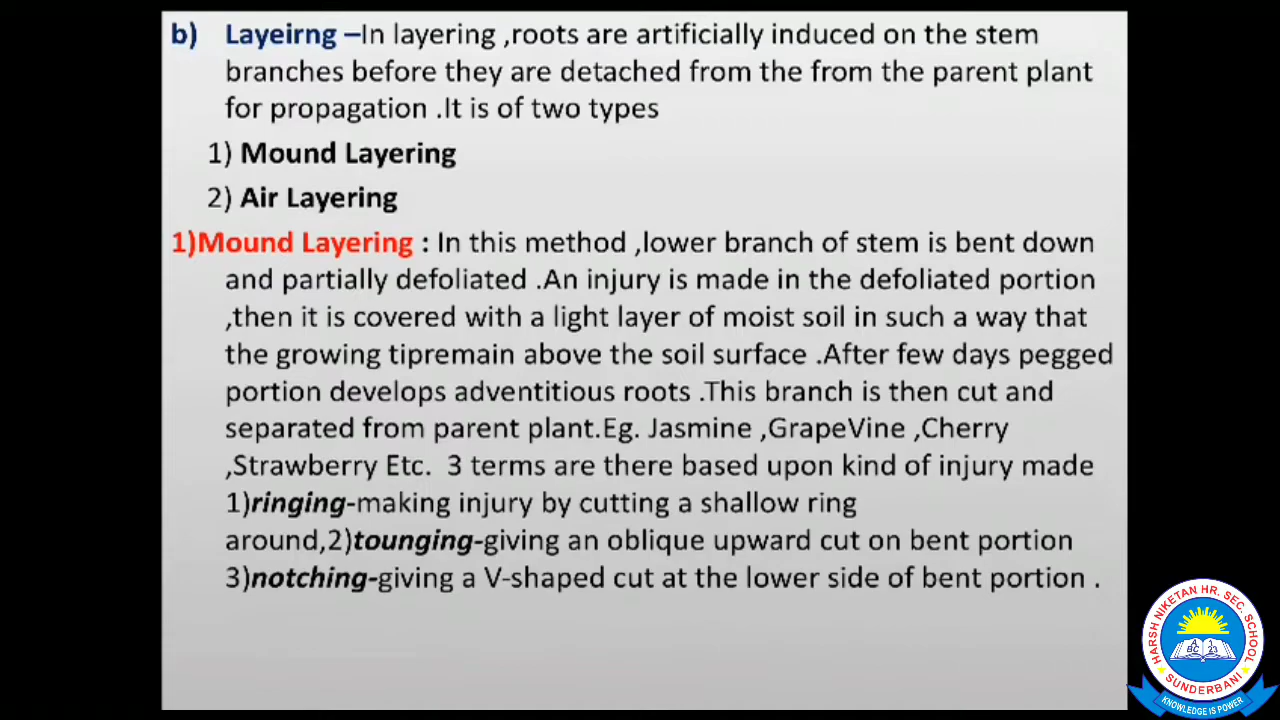 b) Layeirng –In layering ,roots are artificially induced on the stem
branches before they are detached from the from the parent plant
for propagation .It is of two types
1) Mound Layering
2) Air Layering
1)Mound Layering : In this method ,lower branch of stem is bent down
and partially defoliated .An injury is made in the defoliated portion
,then it is covered with a light layer of moist soil in such a way that
the growing tipremain above the soil surface .After few days pegged
portion develops adventitious roots .This branch is then cut and
separated from parent plant.Eg. Jasmine ,GrapeVine ,Cherry
,Strawberry Etc. 3 terms are there based upon kind of injury made
1)ringing-making injury by cutting a shallow ring
around,2)tounging-giving an oblique upward cut on bent portion
3)notching-giving a V-shaped cut at the lower side of bent portion .
HARSH NIKETAN HR. SEC. SCHOOL
SUNDERBANI
KNOWLEDGE IS POWER